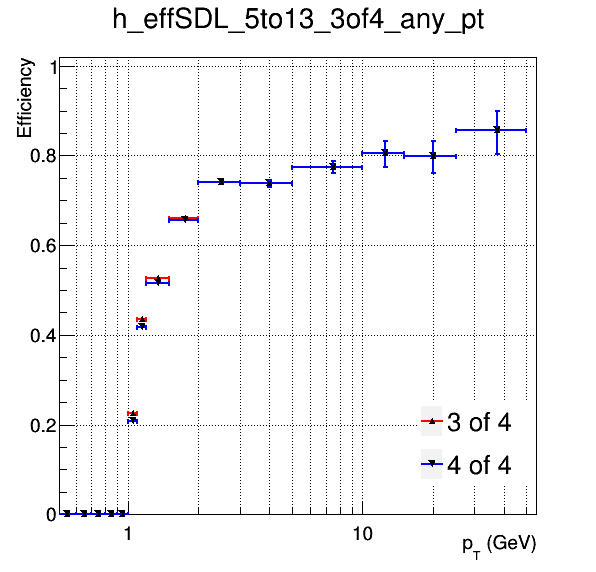 h_effSDL_5to13_3of4_any_pt
Efficiency
1
0.8
0.6
0.4
0.2
0
1
10
p_T (GeV)
3 of 4
4 of 4